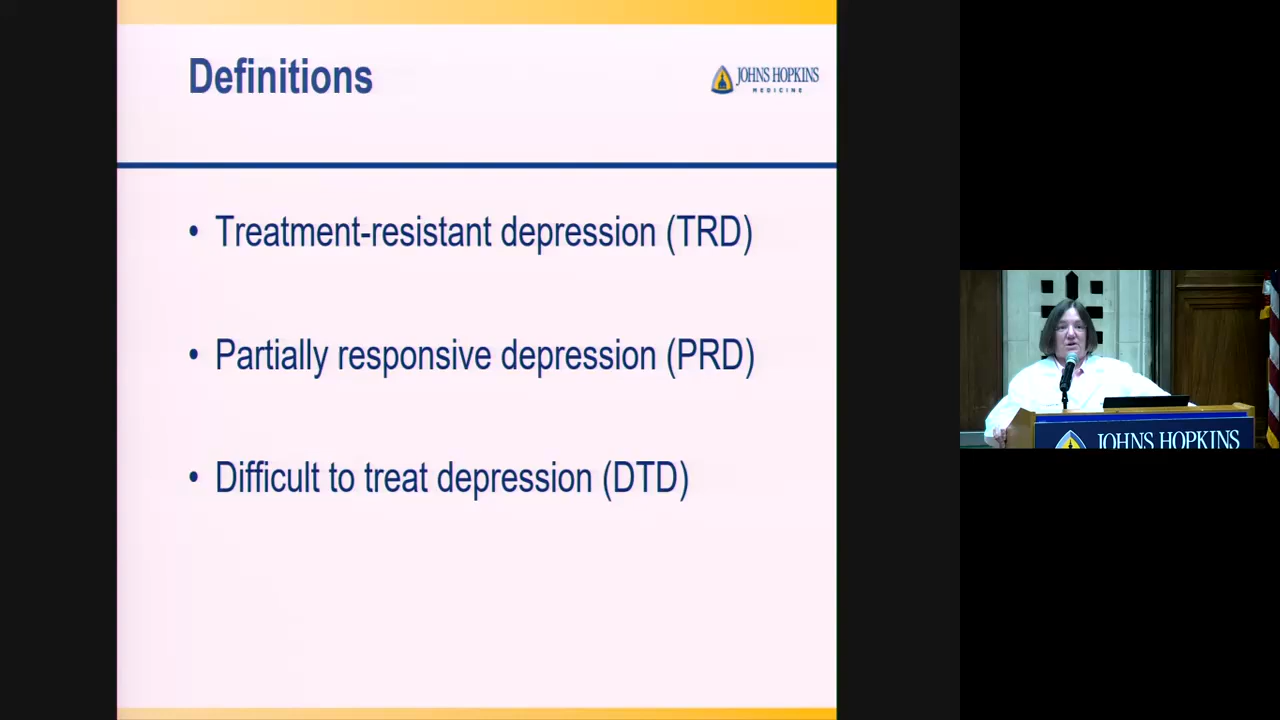 Definitions
JOHNS HOPKINS
MEDICINE
• Treatment-resistant depression (TRD)
• Partially responsive depression (PRD)
• Difficult to treat depression (DTD)
JOHNS HOPKINS